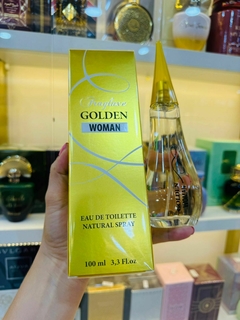 GOLDEN
WOMAN
EAU DE TOILETTE
NATURAL SPRAY
100 ml 3,3 Fl.oz